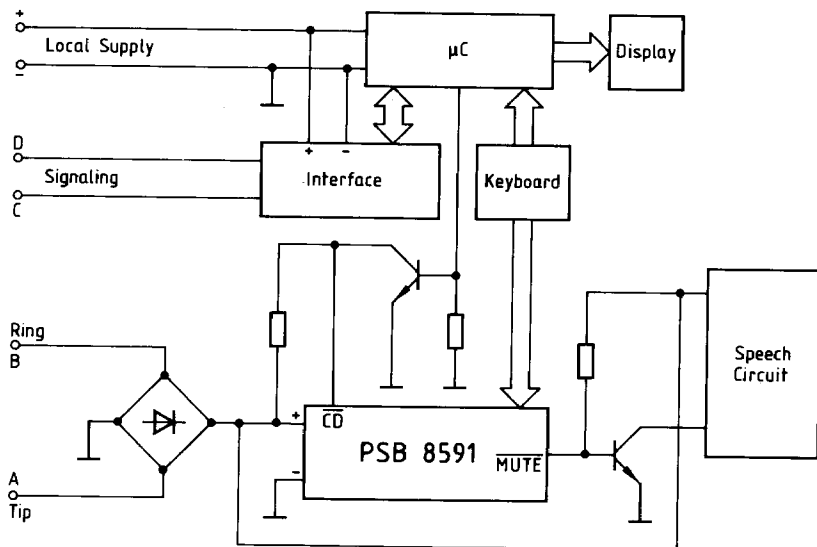 +
Local Supply
−
µC
Display
D
Signaling
C
+ −
Interface
Keyboard
Ring
B
Speech
Circuit
+
CD
PSB 8591
MUTE
−
A
Tip